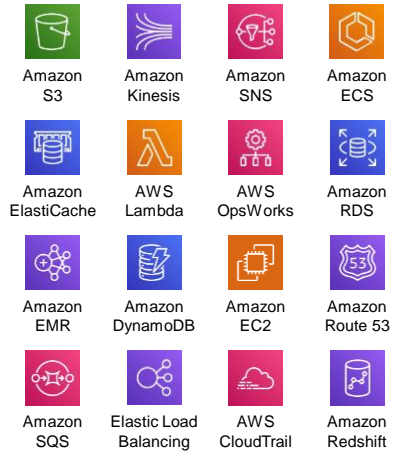 Amazon S3
Amazon Kinesis
Amazon SNS
Amazon ECS
Amazon ElastiCache
AWS Lambda
AWS OpsWorks
Amazon RDS
Amazon EMR
Amazon DynamoDB
Amazon EC2
53
Amazon Route 53
Amazon SQS
Elastic Load Balancing
AWS CloudTrail
Amazon Redshift